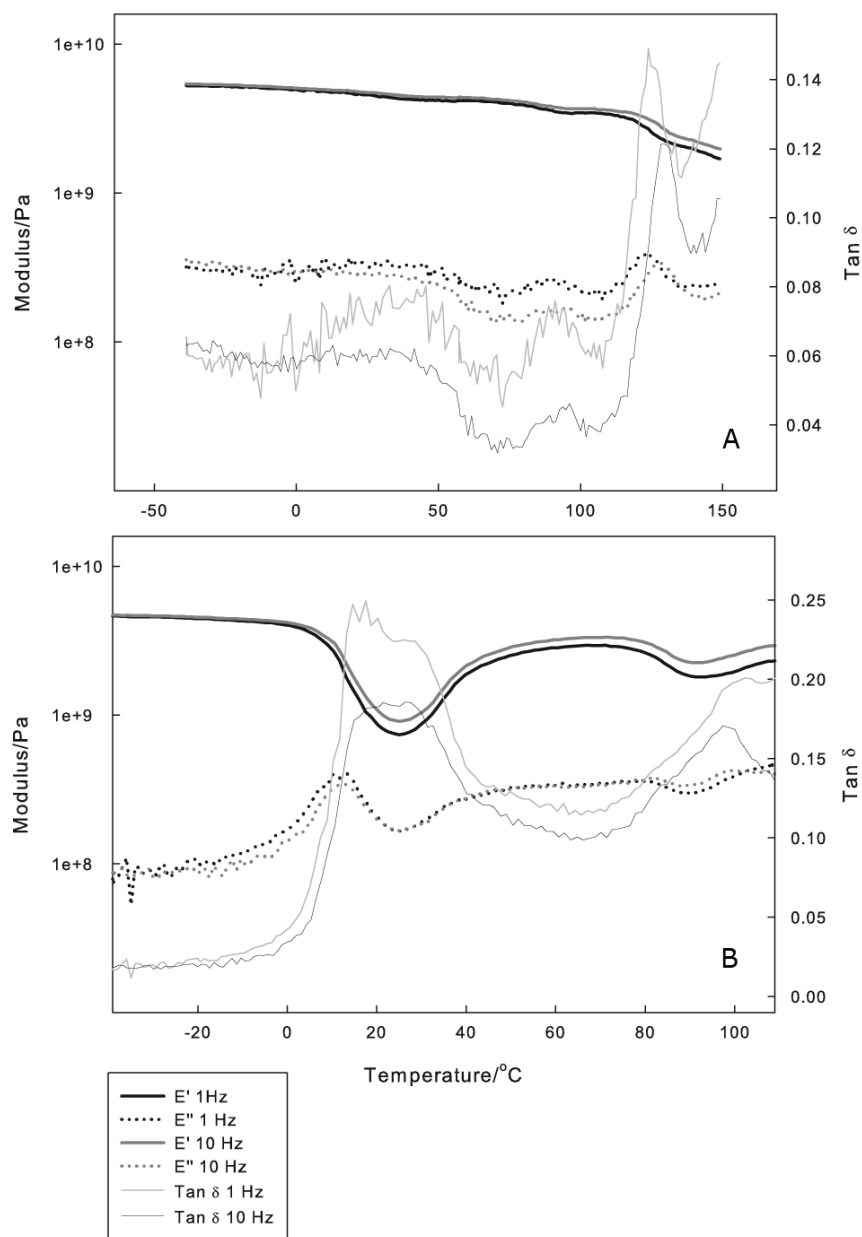 1e+10
1e+9
1e+8
Modulus/Pa
0.14
0.12
0.10
0.08
0.06
0.04
Tan δ
A
-50
0
50
100
150
1e+10
1e+9
1e+8
Modulus/Pa
0.25
0.20
0.15
0.10
0.05
0.00
Tan δ
B
-20
0
20
40
60
80
100
Temperature/°C
E' 1Hz
E" 1 Hz
E' 10 Hz
E" 10 Hz
Tan δ 1 Hz
Tan δ 10 Hz